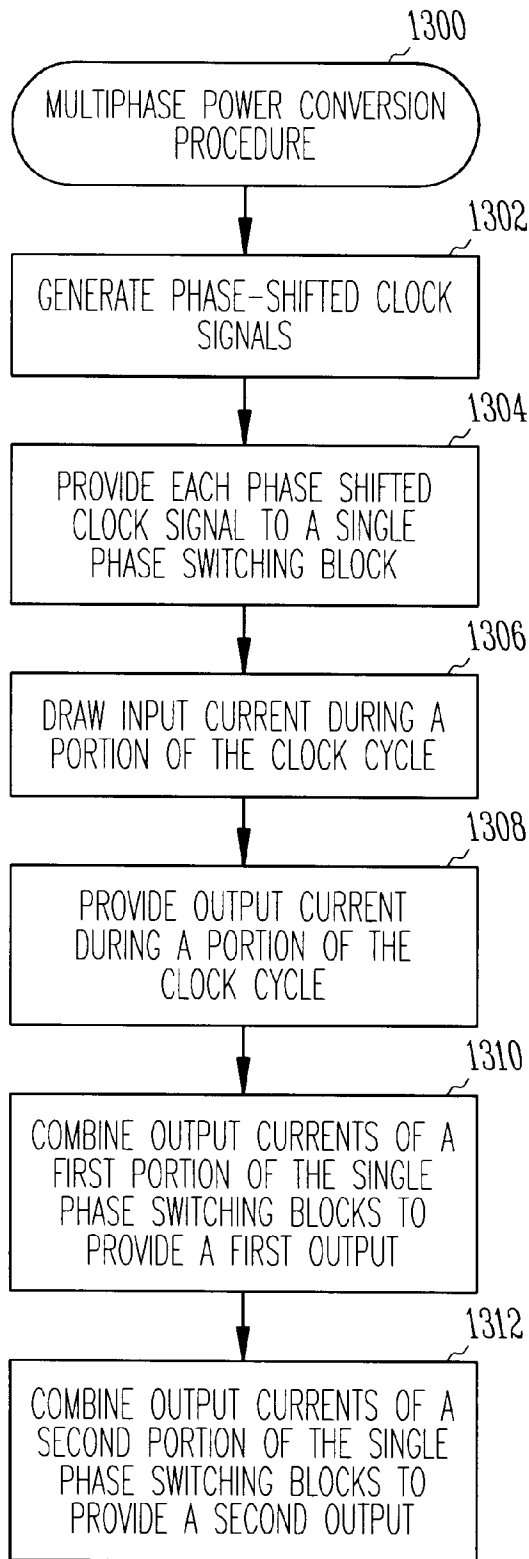 1300
MULTIPHASE POWER CONVERSION
PROCEDURE
1302
GENERATE PHASE-SHIFTED CLOCK
SIGNALS
1304
PROVIDE EACH PHASE SHIFTED
CLOCK SIGNAL TO A SINGLE
PHASE SWITCHING BLOCK
1306
DRAW INPUT CURRENT DURING A
PORTION OF THE CLOCK CYCLE
1308
PROVIDE OUTPUT CURRENT
DURING A PORTION OF THE
CLOCK CYCLE
1310
COMBINE OUTPUT CURRENTS OF A
FIRST PORTION OF THE SINGLE
PHASE SWITCHING BLOCKS TO
PROVIDE A FIRST OUTPUT
1312
COMBINE OUTPUT CURRENTS OF A
SECOND PORTION OF THE SINGLE
PHASE SWITCHING BLOCKS TO
PROVIDE A SECOND OUTPUT